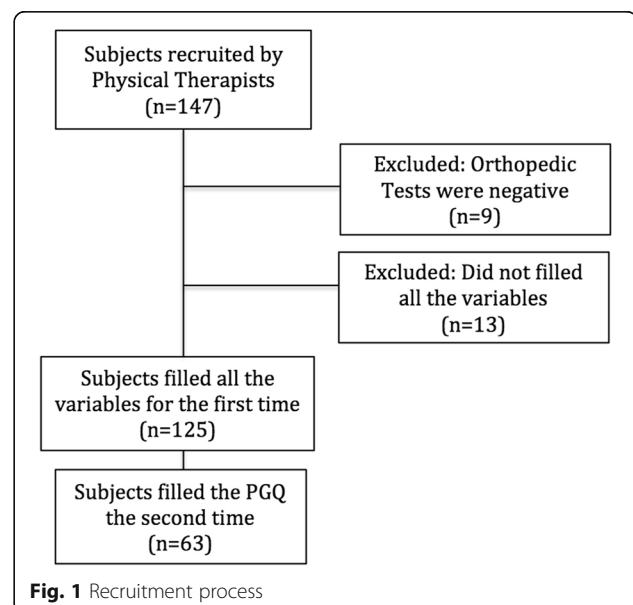 Subjects recruited by
Physical Therapists
(n=147)
Excluded: Orthopedic
Tests were negative
(n=9)
Excluded: Did not filled
all the variables
(n=13)
Subjects filled all the
variables for the first time
(n=125)
Subjects filled the PGQ
the second time
(n=63)
Fig. 1 Recruitment process